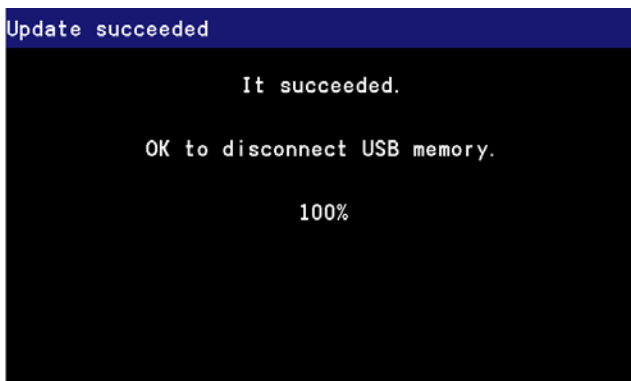 Update succeeded
It succeeded.
OK to disconnect USB memory.
100%